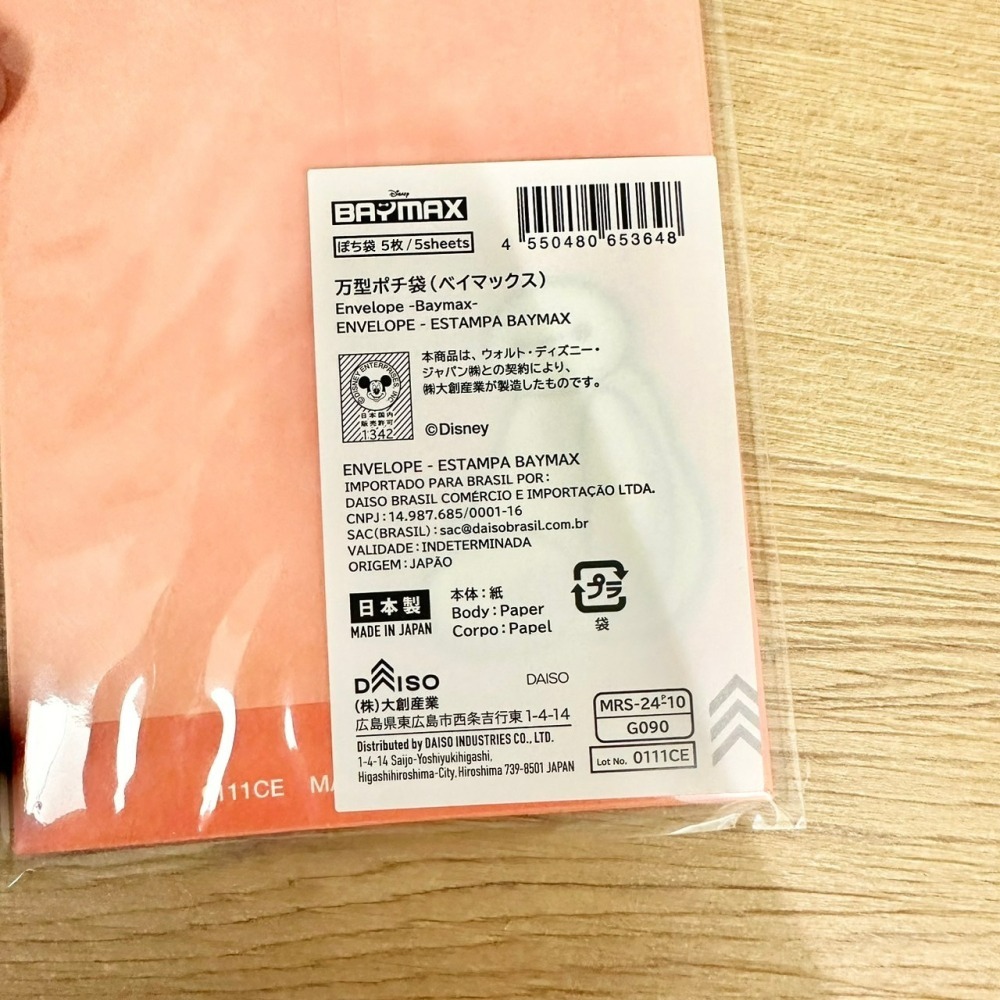 Disney
BAYMAX
ぽち袋 5枚/5sheets
4 550480 653648
万型ポチ袋(ベイマックス)
Envelope -Baymax-
ENVELOPE - ESTAMPA BAYMAX
©DISNEY ENTERPRISES, INC.
日本国内
販売許可
1342
本商品は、ウォルト・ディズニー・
ジャパン㈱との契約により、
㈱大創産業が製造したものです。
©Disney
ENVELOPE - ESTAMPA BAYMAX
IMPORTADO PARA BRASIL POR:
DAISO BRASIL COMÉRCIO E IMPORTAÇÃO LTDA.
CNPJ:14.987.685/0001-16
SAC(BRASIL):sac@daisobrasil.com.br
VALIDADE:INDETERMINADA
ORIGEM:JAPÃO
日本製
MADE IN JAPAN
本体:紙
Body:Paper
Corpo:Papel
プラ
袋
DAISO
DAISO
(株)大創産業
広島県東広島市西条吉行東1-4-14
Distributed by DAISO INDUSTRIES CO., LTD.
1-4-14 Saijo-Yoshiyukihigashi,
Higashihiroshima-City, Hiroshima 739-8501 JAPAN
MRS-24-P-10
G090
Lot No. 0111CE
0111CE MA